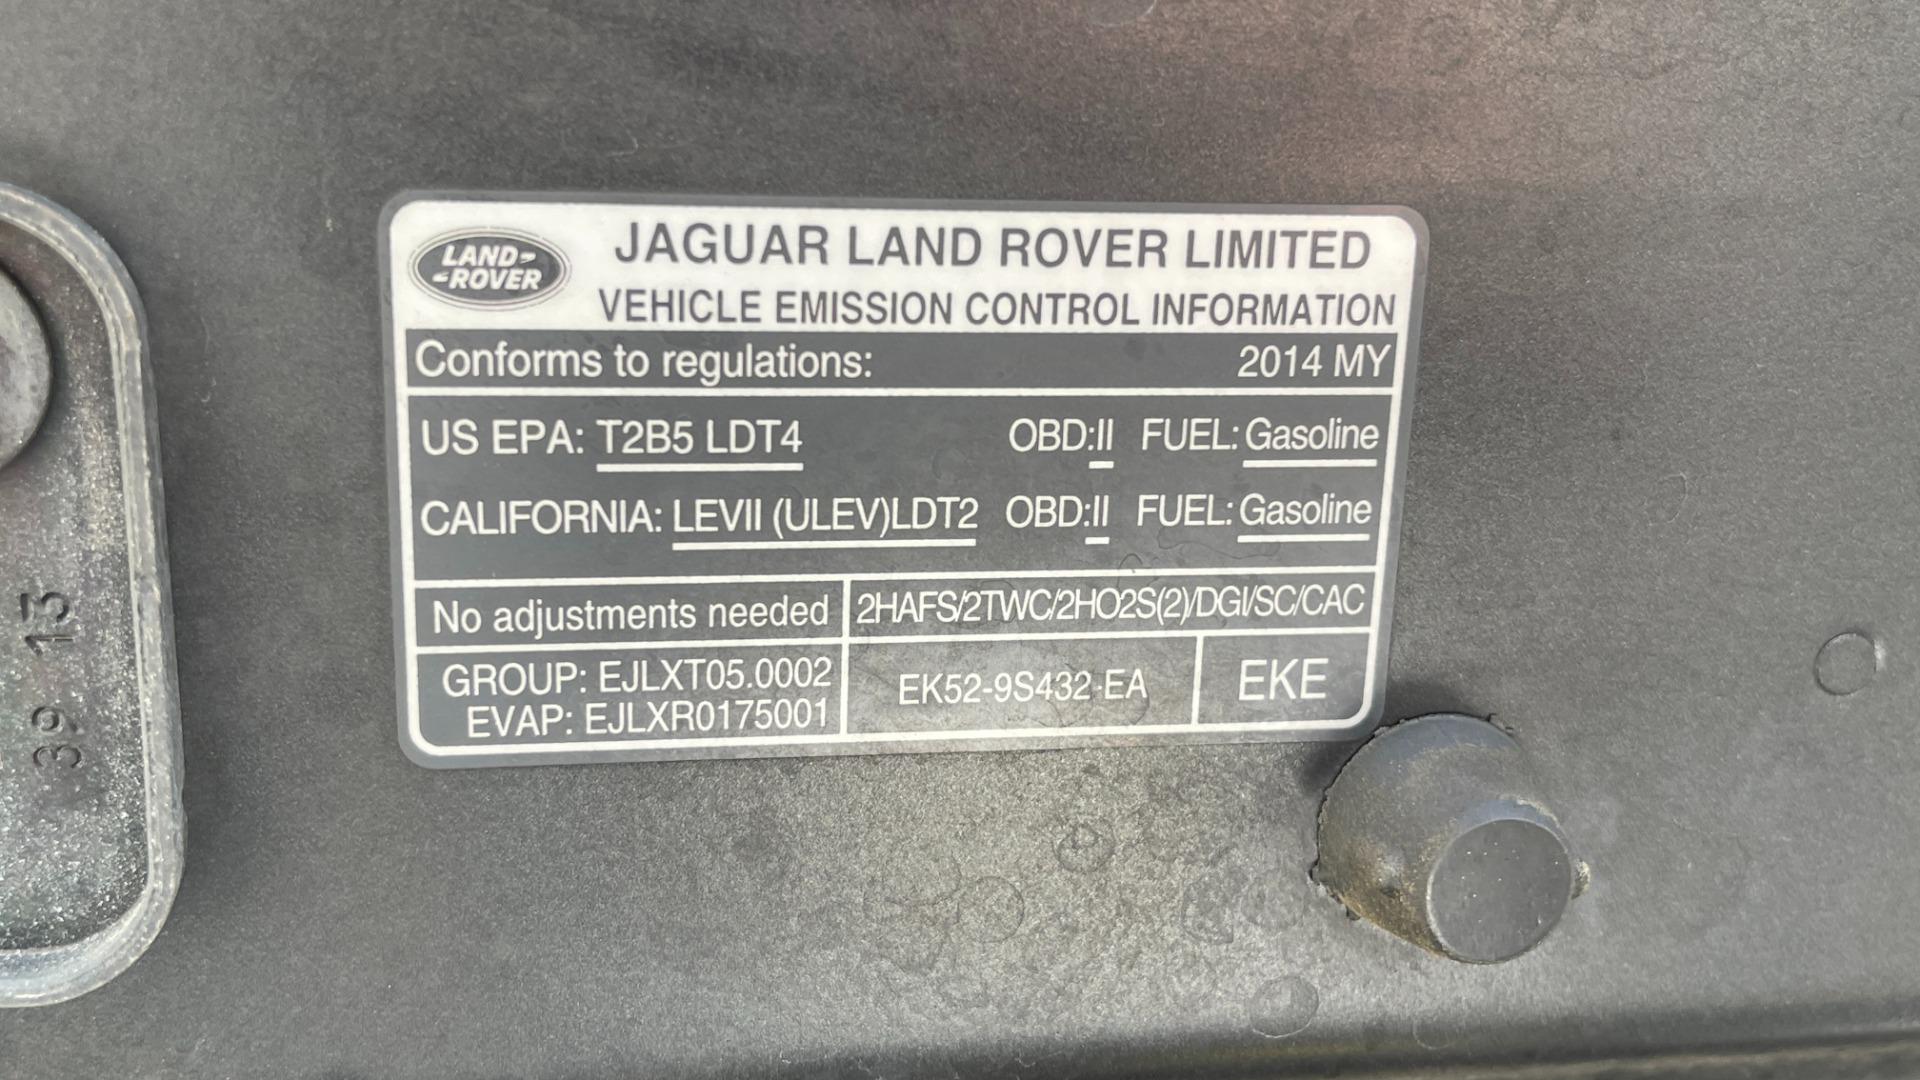 LAND-
-ROVER
JAGUAR LAND ROVER LIMITED
VEHICLE EMISSION CONTROL INFORMATION
Conforms to regulations: 2014 MY
US EPA: T2B5 LDT4 OBD:II FUEL: Gasoline
CALIFORNIA: LEVII (ULEV)LDT2 OBD:II FUEL: Gasoline
No adjustments needed 2HAFS/2TWC/2HO2S(2)/DGI/SC/CAC
GROUP: EJLXT05.0002
EVAP: EJLXR0175001
EK52-9S432-EA
EKE
39 13